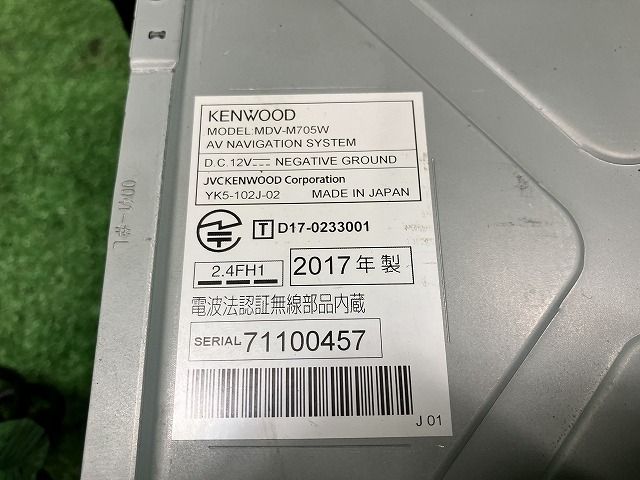 KENWOOD
MODEL:MDV-M705W
AV NAVIGATION SYSTEM
D.C.12V⎓ NEGATIVE GROUND
JVCKENWOOD Corporation
YK5-102J-02 MADE IN JAPAN
T D17-0233001
2.4FH1 2017年製
電波法認証無線部品内蔵
SERIAL 71100457
J 01